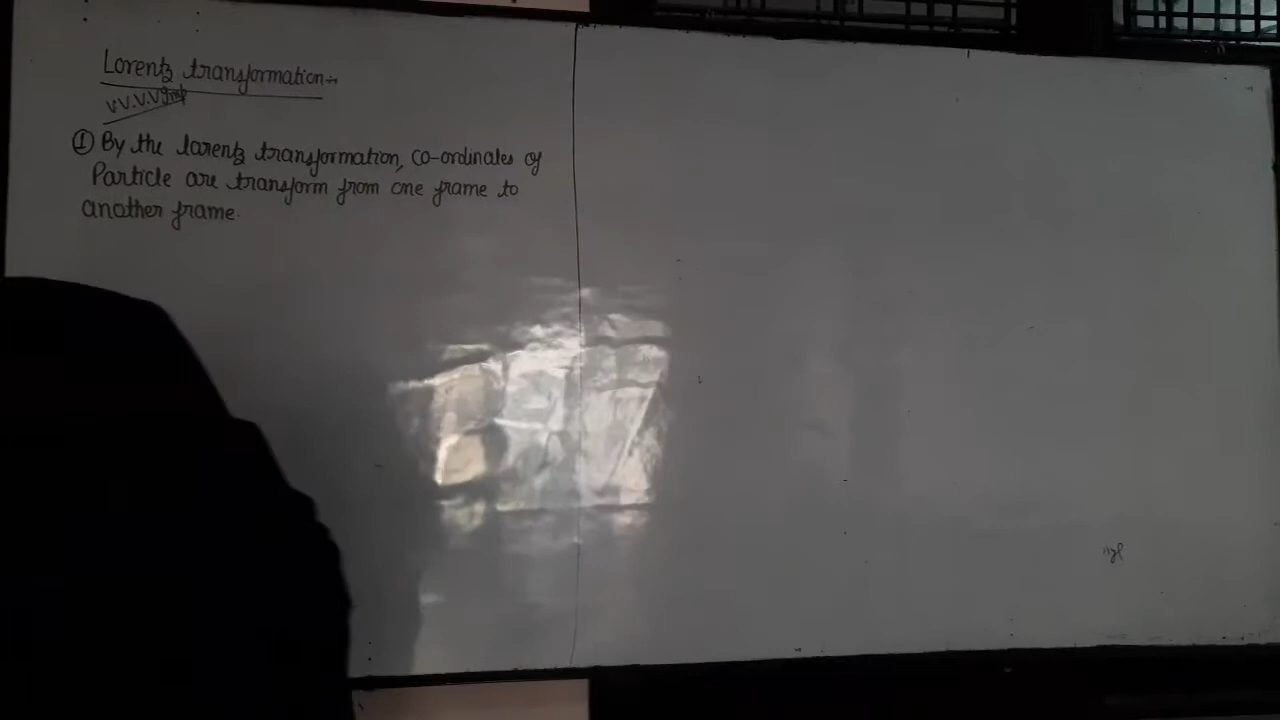 Lorentz transformation:-
V.V.V.V Imp
① By the larentz transformation, co-ordinates of
Particle are transform from one frame to
another frame.